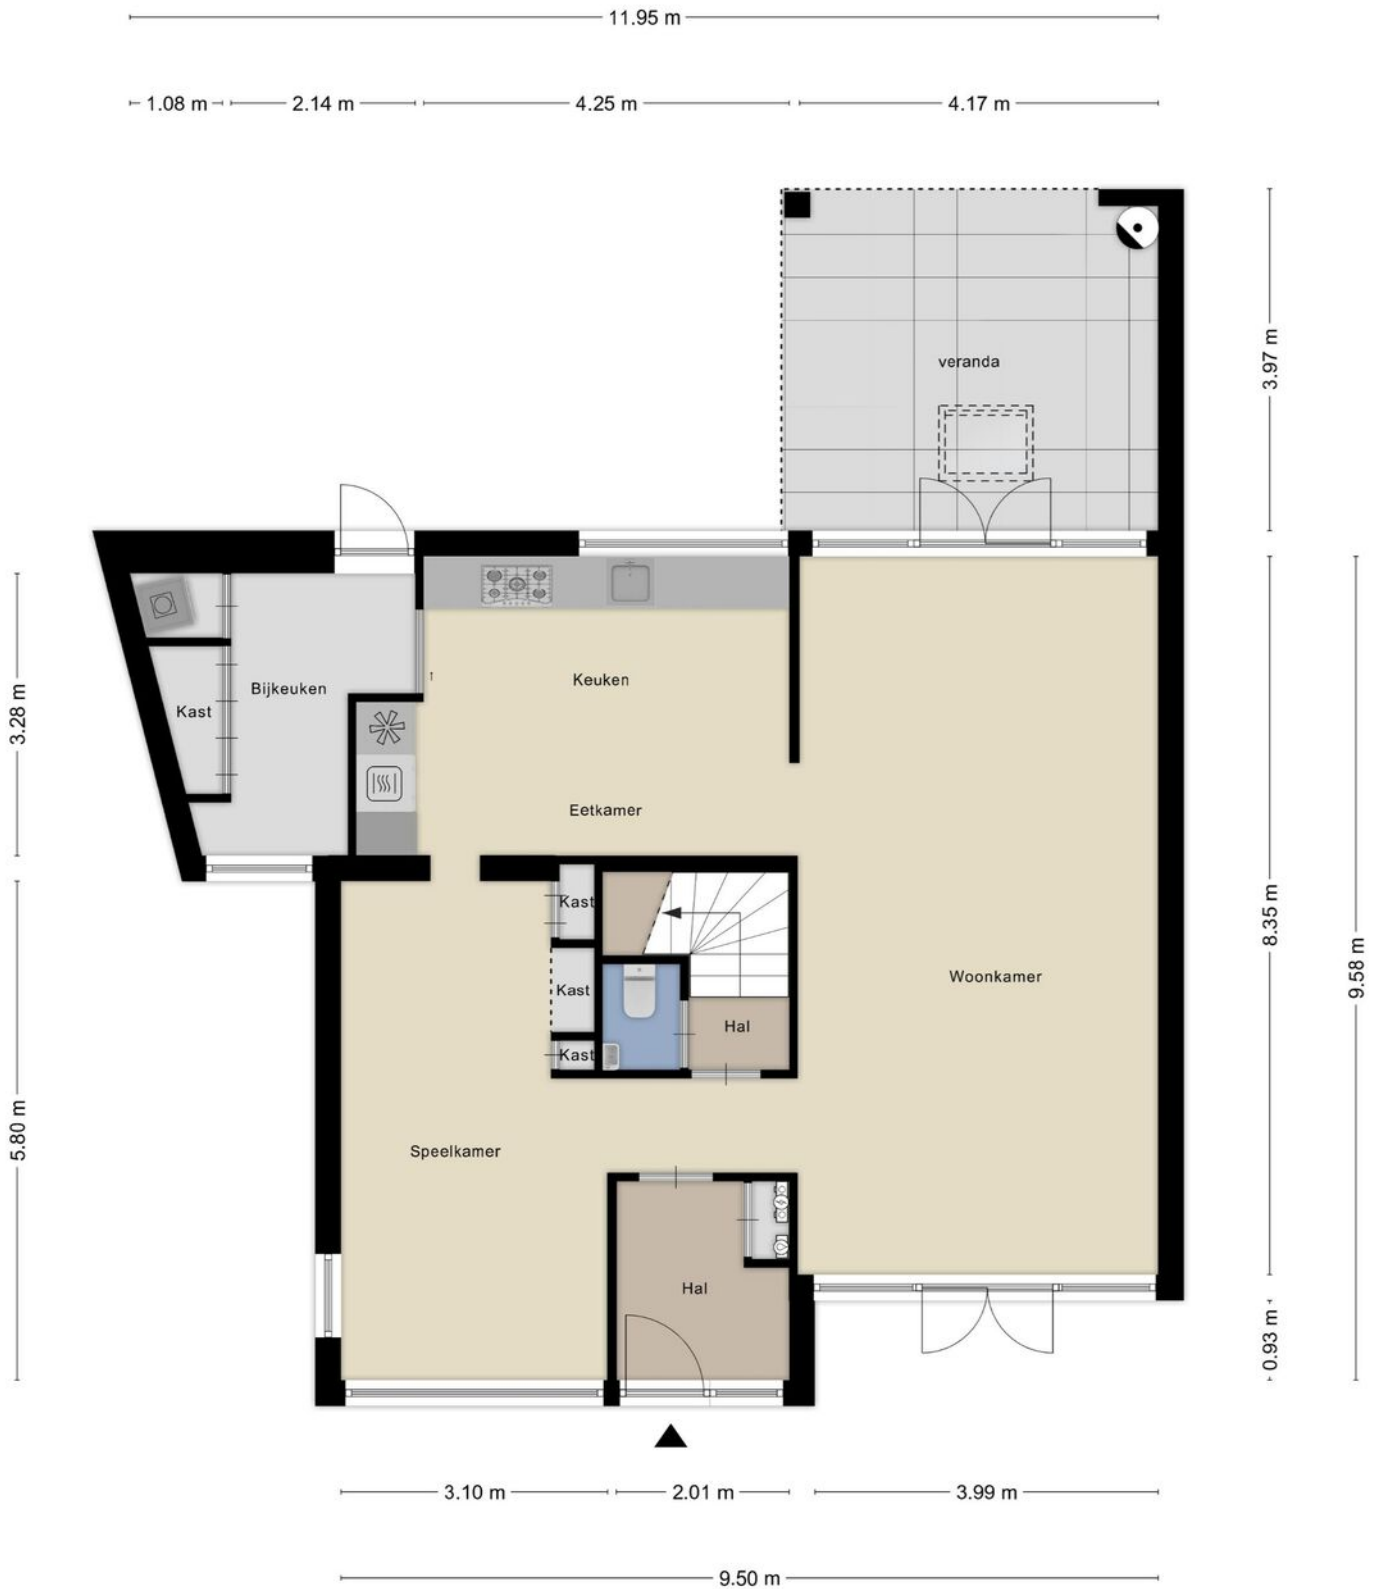 11.95 m
1.08 m
2.14 m
4.25 m
4.17 m
3.97 m
veranda
Keuken
Bijkeuken
Kast
3.28 m
Eetkamer
Kast
8.35 m
9.58 m
Woonkamer
Kast
Hal
Kast
5.80 m
Speelkamer
Hal
0.93 m
3.10 m
2.01 m
3.99 m
9.50 m